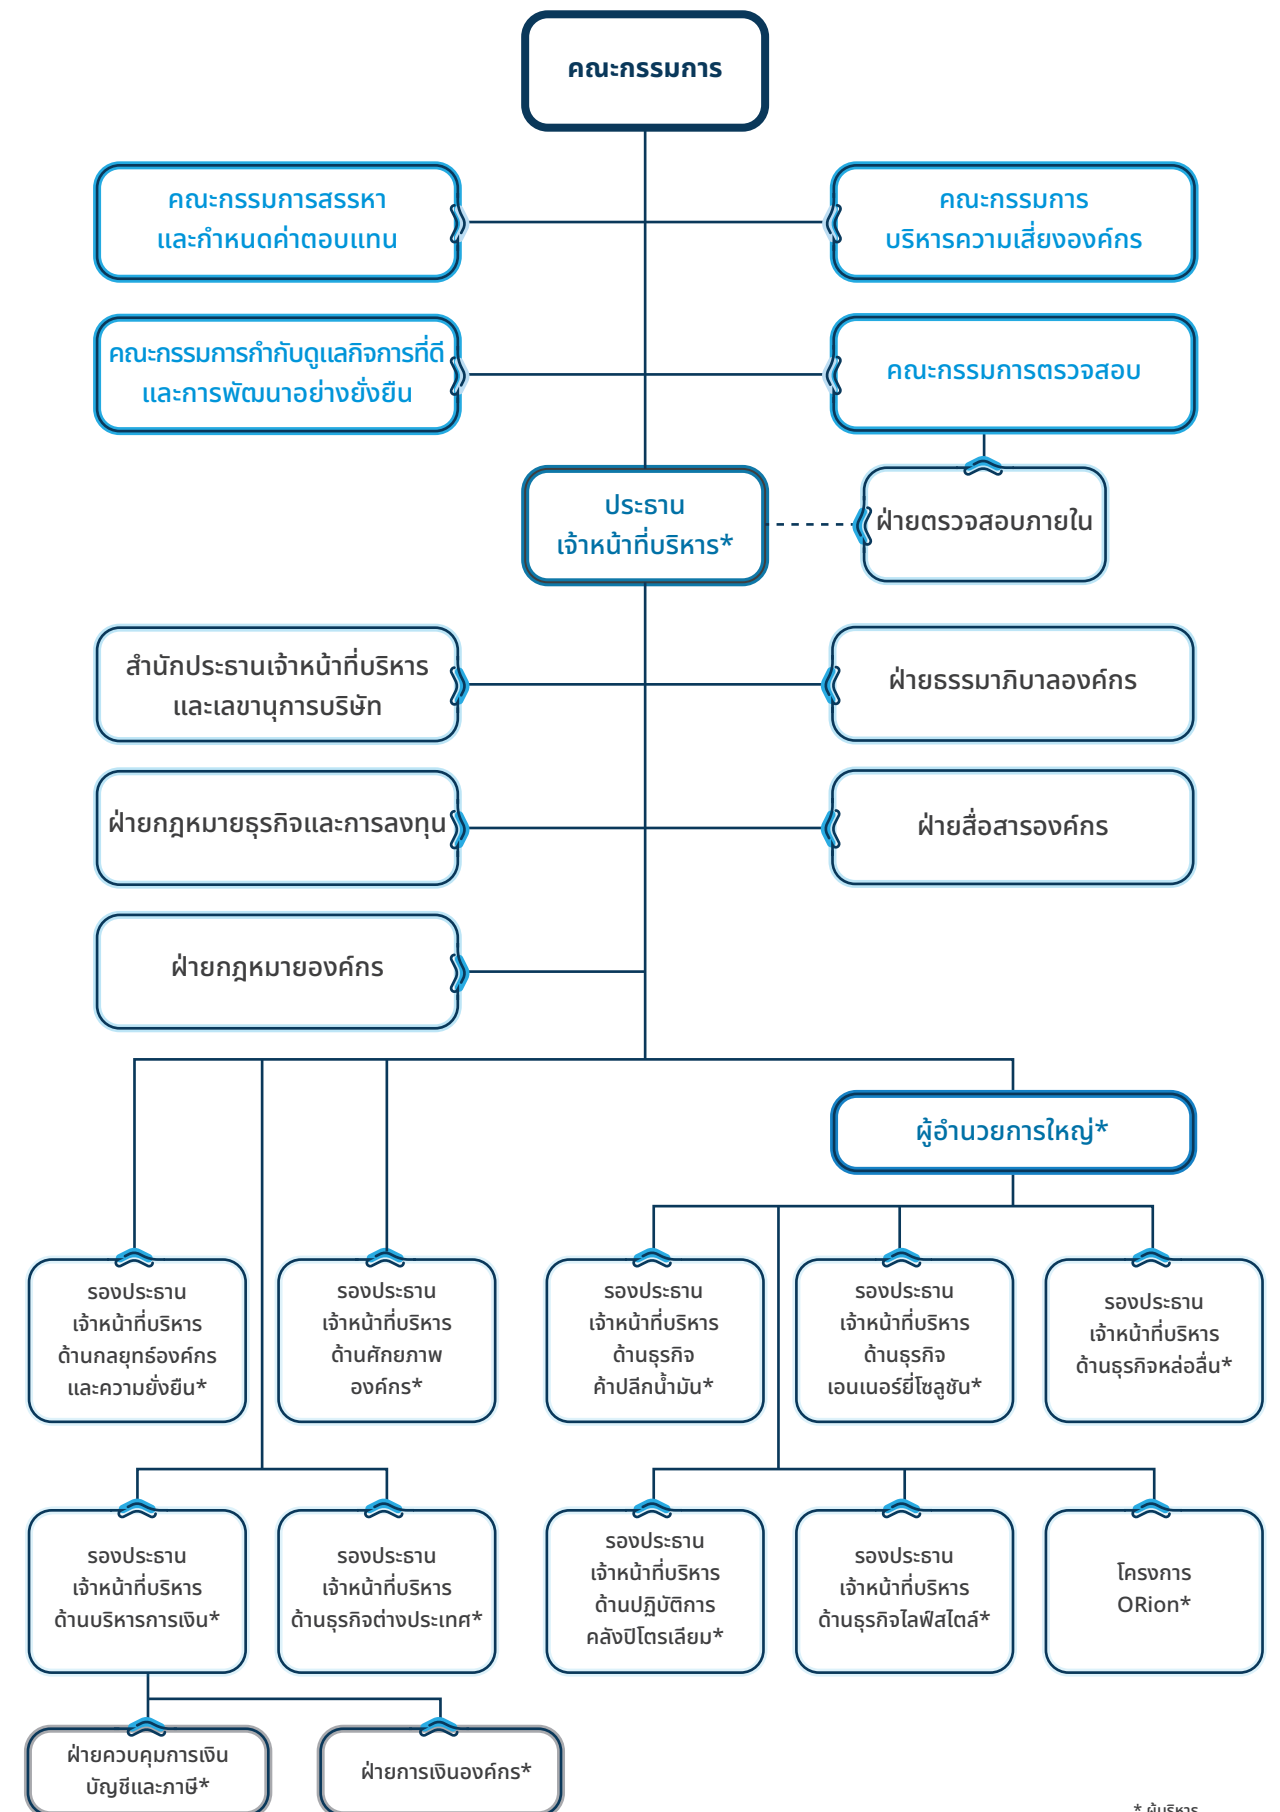 คณะกรรมการ
คณะกรรมการสรรหา
และกำหนดค่าตอบแทน
คณะกรรมการ
บริหารความเสี่ยงองค์กร
คณะกรรมการกำกับดูแลกิจการที่ดี
และการพัฒนาอย่างยั่งยืน
คณะกรรมการตรวจสอบ
ประธาน
เจ้าหน้าที่บริหาร*
ฝ่ายตรวจสอบภายใน
สำนักประธานเจ้าหน้าที่บริหาร
และเลขานุการบริษัท
ฝ่ายธรรมาภิบาลองค์กร
ฝ่ายกฎหมายธุรกิจและการลงทุน
ฝ่ายสื่อสารองค์กร
ฝ่ายกฎหมายองค์กร
ผู้อำนวยการใหญ่*
รองประธาน
เจ้าหน้าที่บริหาร
ด้านกลยุทธ์องค์กร
และความยั่งยืน*
รองประธาน
เจ้าหน้าที่บริหาร
ด้านศักยภาพ
องค์กร*
รองประธาน
เจ้าหน้าที่บริหาร
ด้านธุรกิจ
ค้าปลีกน้ำมัน*
รองประธาน
เจ้าหน้าที่บริหาร
ด้านธุรกิจ
เอนเนอร์ยี่โซลูชัน*
รองประธาน
เจ้าหน้าที่บริหาร
ด้านธุรกิจหล่อลื่น*
รองประธาน
เจ้าหน้าที่บริหาร
ด้านบริหารการเงิน*
รองประธาน
เจ้าหน้าที่บริหาร
ด้านธุรกิจต่างประเทศ*
รองประธาน
เจ้าหน้าที่บริหาร
ด้านปฏิบัติการ
คลังปิโตรเลียม*
รองประธาน
เจ้าหน้าที่บริหาร
ด้านธุรกิจไลฟ์สไตล์*
โครงการ
ORion*
ฝ่ายควบคุมการเงิน
บัญชีและภาษี*
ฝ่ายการเงินองค์กร*
* ผู้บริหาร